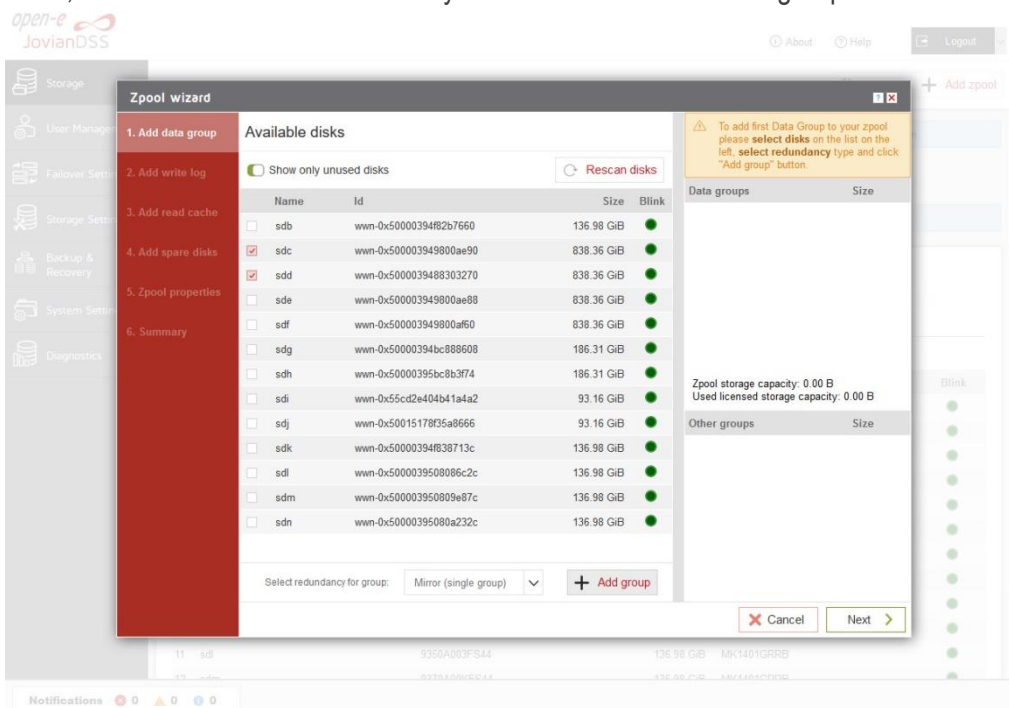 open-e
JovianDSS
About
Help
Logout
Storage
Add zpool
Zpool wizard
User Manage
1. Add data group
Available disks
To add first Data Group to your zpool
please select disks on the list on the
left, select redundancy type and click
"Add group" button.
Failover Setti
2. Add write log
Show only unused disks
Rescan disks
Data groups Size
Name Id Size Blink
Storage Setti
3. Add read cache
sdb wwn-0x50000394f82b7660 136.98 GiB
Backup &
Recovery
4. Add spare disks
sdc wwn-0x500003949800ae90 838.36 GiB
sdd wwn-0x5000039488303270 838.36 GiB
5. Zpool properties
sde wwn-0x500003949800ae88 838.36 GiB
System Settin
6. Summary
sdf wwn-0x500003949800af60 838.36 GiB
Diagnostics
sdg wwn-0x50000394bc888608 186.31 GiB
sdh wwn-0x50000395bc8b3f74 186.31 GiB
Zpool storage capacity: 0.00 B
Used licensed storage capacity: 0.00 B
Blink
sdi wwn-0x55cd2e404b41a4a2 93.16 GiB
sdj wwn-0x50015178f35a8666 93.16 GiB
Other groups Size
sdk wwn-0x50000394f838713c 136.98 GiB
sdl wwn-0x5000039508086c2c 136.98 GiB
sdm wwn-0x500003950809e87c 136.98 GiB
sdn wwn-0x50000395080a232c 136.98 GiB
Select redundancy for group: Mirror (single group) Add group
Cancel Next
11 sdl 9350A003FS44 136.98 GiB MK1401GRRB
Notifications 0 0 0